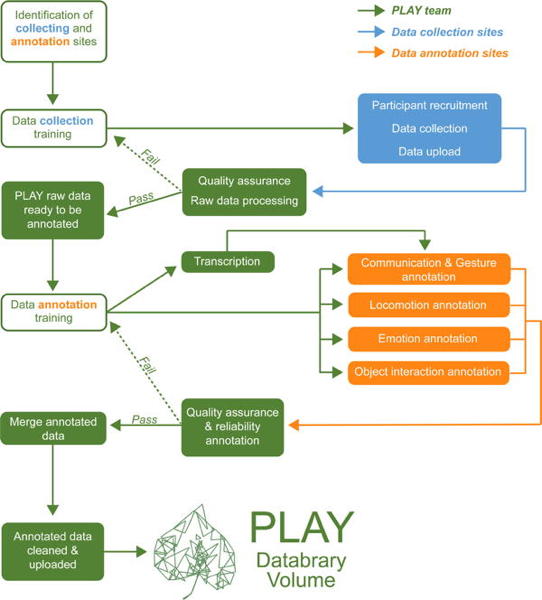 Identification of
collecting and
annotation sites
PLAY team
Data collection sites
Data annotation sites
Data collection
training
Participant recruitment
Data collection
Data upload
Fail
Pass
Quality assurance
Raw data processing
PLAY raw data
ready to be
annotated
Transcription
Communication & Gesture
annotation
Data annotation
training
Locomotion annotation
Emotion annotation
Object interaction annotation
Fail
Merge annotated
data
Pass
Quality assurance
& reliability
annotation
Annotated data
cleaned &
uploaded
PLAY
Databrary
Volume